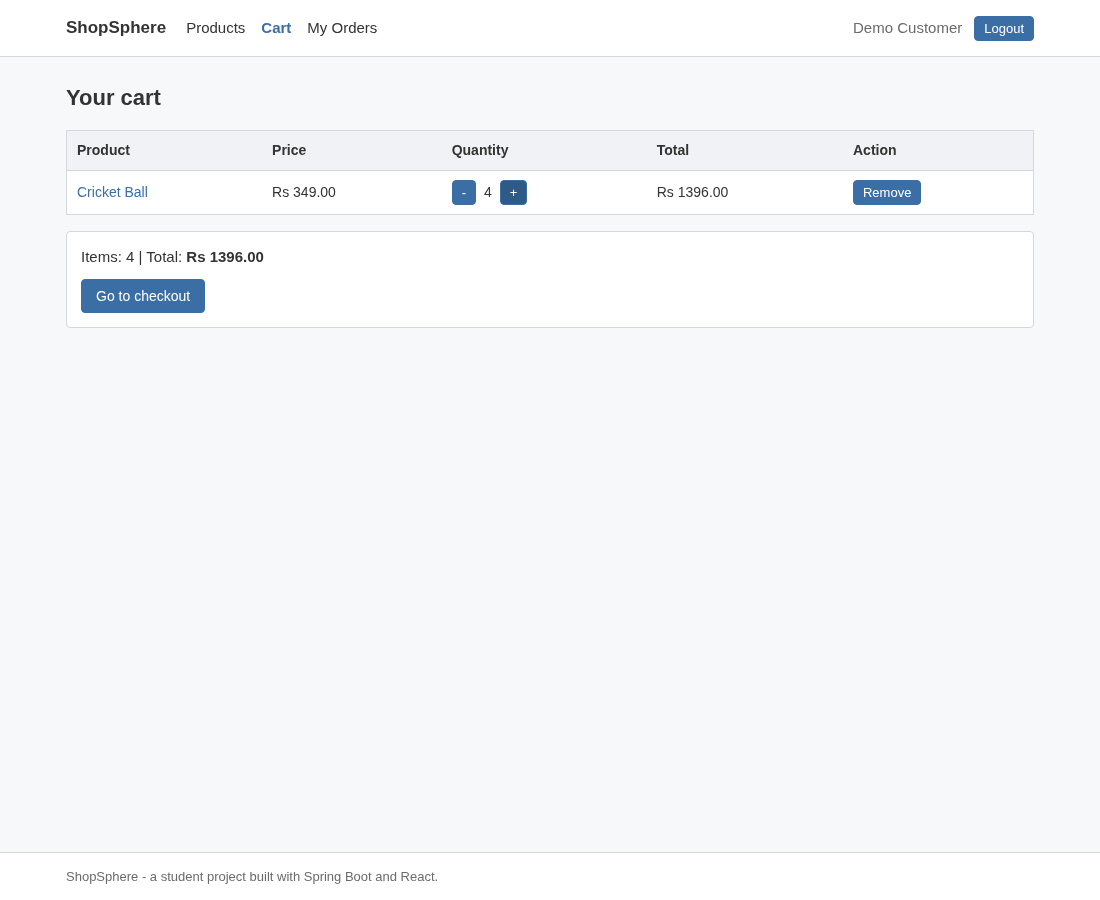 ShopSphere Products Cart My Orders Demo Customer Logout
Your cart
Product Price Quantity Total Action
Cricket Ball Rs 349.00 - 4 + Rs 1396.00 Remove
Items: 4 | Total: Rs 1396.00
Go to checkout
ShopSphere - a student project built with Spring Boot and React.